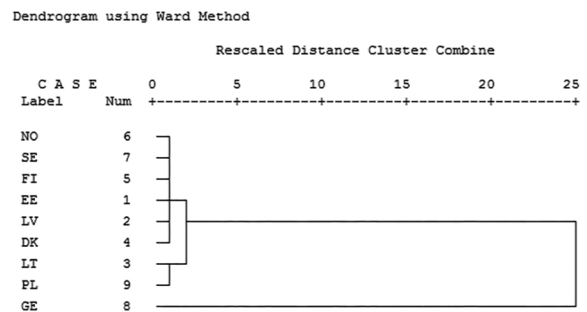 Dendrogram using Ward Method
Rescaled Distance Cluster Combine
C A S E 0 5 10 15 20 25
Label Num +---------+---------+---------+---------+---------+
NO 6
SE 7
FI 5
EE 1
LV 2
DK 4
LT 3
PL 9
GE 8